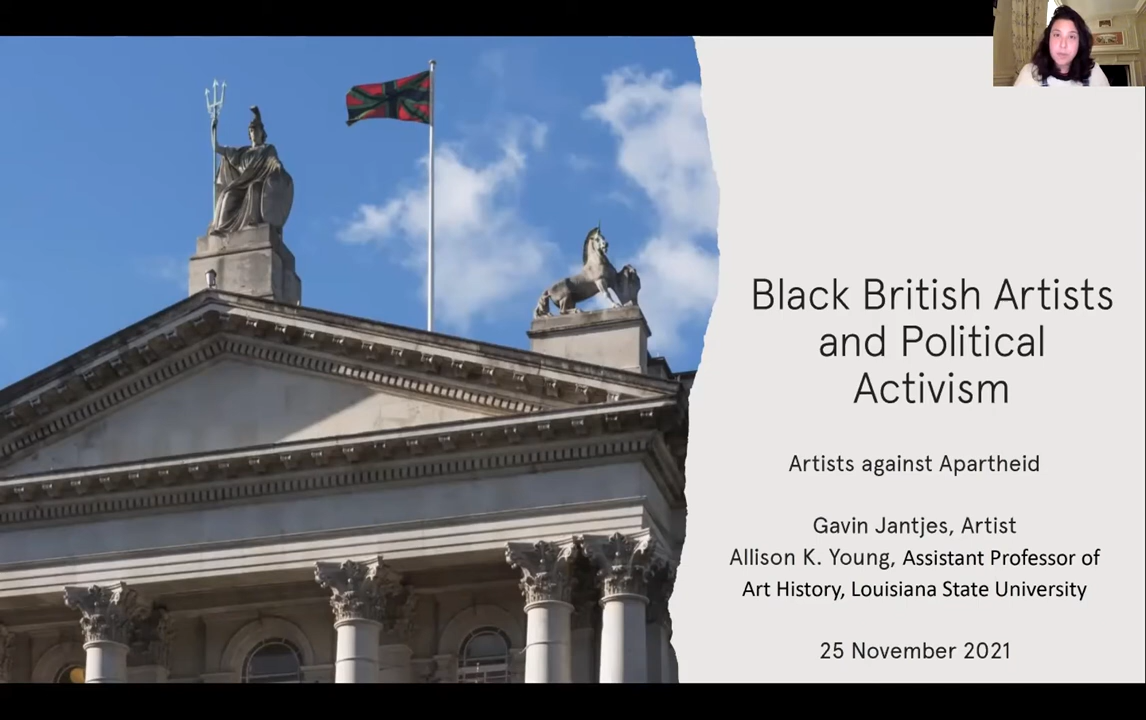 Black British Artists
and Political
Activism
Artists against Apartheid
Gavin Jantjes, Artist
Allison K. Young, Assistant Professor of
Art History, Louisiana State University
25 November 2021